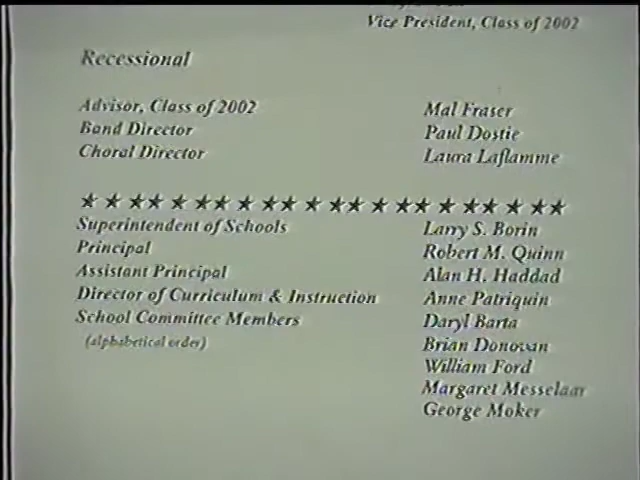 Vice President, Class of 2002
Recessional
Advisor, Class of 2002 Mal Fraser
Band Director Paul Dostie
Choral Director Laura Laflamme
Superintendent of Schools Larry S. Borin
Principal Robert M. Quinn
Assistant Principal Alan H. Haddad
Director of Curriculum & Instruction Anne Patriquin
School Committee Members Daryl Barta
(alphabetical order) Brian Donovan
William Ford
Margaret Messelaar
George Moker